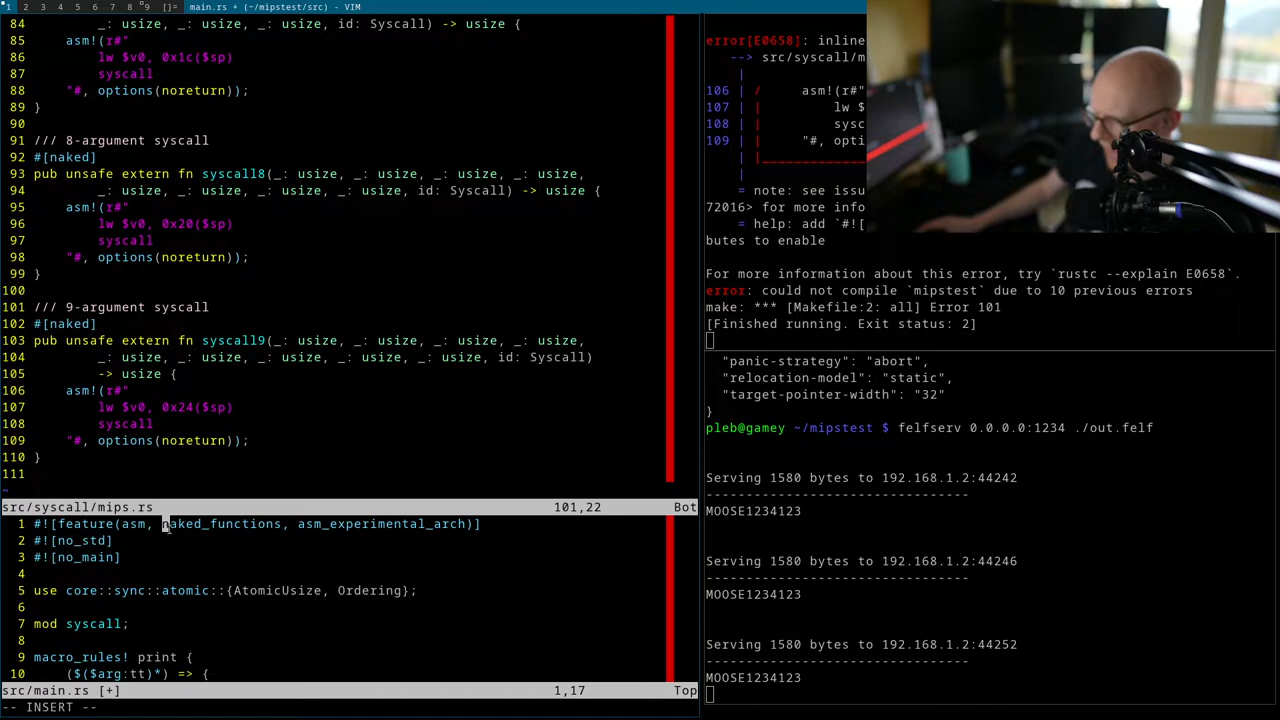 1 2 3 4 5 6 7 8 9 []= main.rs + (~/mipstest/src) - VIM
84 _: usize, _: usize, _: usize, id: Syscall) -> usize {
85 asm!(r#"
86 lw $v0, 0x1c($sp)
87 syscall
88 "#, options(noreturn));
89 }
90
91 /// 8-argument syscall
92 #[naked]
93 pub unsafe extern fn syscall8(_: usize, _: usize, _: usize, _: usize,
94 _: usize, _: usize, _: usize, _: usize, id: Syscall) -> usize {
95 asm!(r#"
96 lw $v0, 0x20($sp)
97 syscall
98 "#, options(noreturn));
99 }
100
101 /// 9-argument syscall
102 #[naked]
103 pub unsafe extern fn syscall9(_: usize, _: usize, _: usize, _: usize,
104 _: usize, _: usize, _: usize, _: usize, _: usize, id: Syscall)
105 -> usize {
106 asm!(r#"
107 lw $v0, 0x24($sp)
108 syscall
109 "#, options(noreturn));
110 }
111
~
src/syscall/mips.rs 101,22 Bot
1 #![feature(asm, naked_functions, asm_experimental_arch)]
2 #![no_std]
3 #![no_main]
4
5 use core::sync::atomic::{AtomicUsize, Ordering};
6
7 mod syscall;
8
9 macro_rules! print {
10 ($($arg:tt)*) => {
src/main.rs [+] 1,17 Top
-- INSERT --
error[E0658]: inline
--> src/syscall/m
|
106 | / asm!(r#"
107 | | lw $
108 | | sysc
109 | | "#, opti
| |_
|
= note: see issu
72016> for more info
= help: add `#![
butes to enable
For more information about this error, try `rustc --explain E0658`.
error: could not compile `mipstest` due to 10 previous errors
make: *** [Makefile:2: all] Error 101
[Finished running. Exit status: 2]
"panic-strategy": "abort",
"relocation-model": "static",
"target-pointer-width": "32"
}
pleb@gamey ~/mipstest $ felfserv 0.0.0.0:1234 ./out.felf
Serving 1580 bytes to 192.168.1.2:44242
---------------------------------
MOOSE1234123
Serving 1580 bytes to 192.168.1.2:44246
---------------------------------
MOOSE1234123
Serving 1580 bytes to 192.168.1.2:44252
---------------------------------
MOOSE1234123